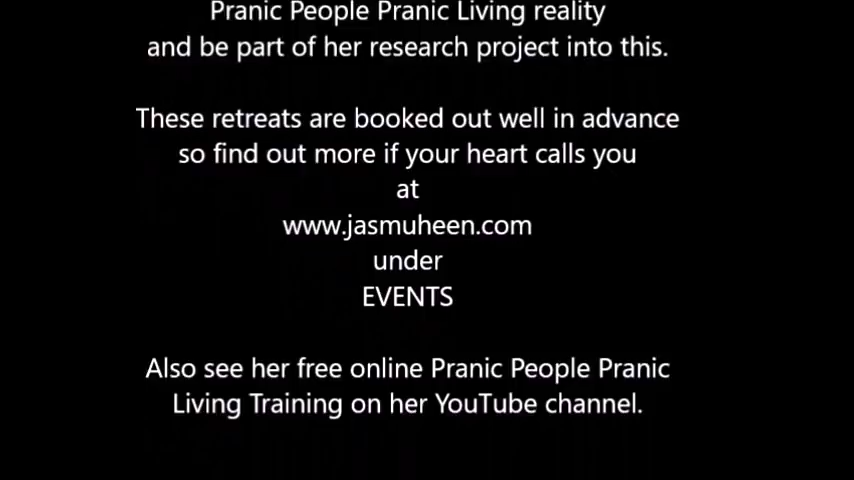 Pranic People Pranic Living reality
and be part of her research project into this.
These retreats are booked out well in advance
so find out more if your heart calls you
at
www.jasmuheen.com
under
EVENTS
Also see her free online Pranic People Pranic
Living Training on her YouTube channel.